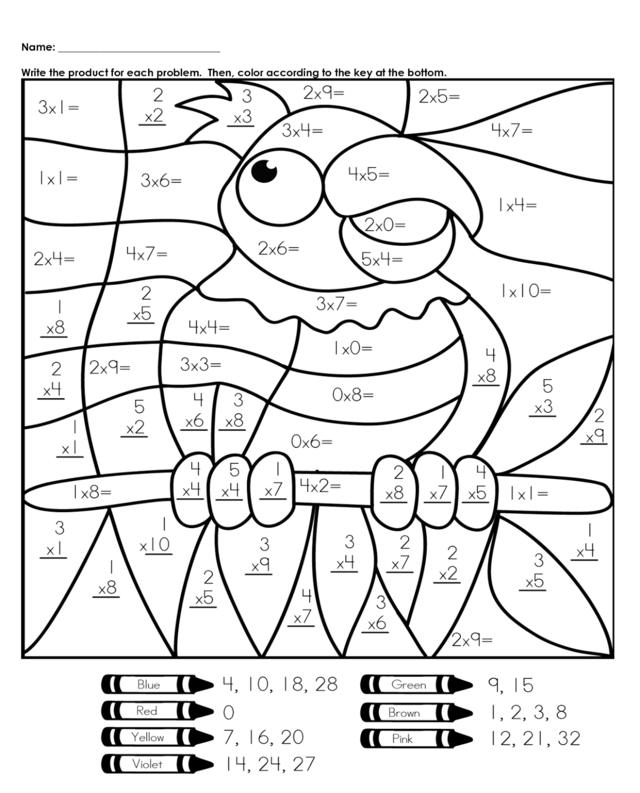 Name: ___________________________
Write the product for each problem.  Then, color according to the key at the bottom.
3x1=
2
x2
3
x3
2x9=
2x5=
3x4=
4x7=
1x1=
3x6=
4x5=
1x4=
2x0=
2x4=
4x7=
2x6=
5x4=
1
x8
2
x5
3x7=
1x10=
4x4=
2
x4
2x9=
3x3=
1x0=
4
x8
0x8=
5
x3
1
x1
5
x2
4
x6
3
x8
2
x9
0x6=
1x8=
4
x4
5
x4
1
x7
4x2=
2
x8
1
x7
4
x5
1x1=
3
x1
1
x10
3
x9
3
x4
2
x7
2
x2
1
x4
1
x8
2
x5
4
x7
3
x6
3
x5
2x9=
Blue 4, 10, 18, 28
Green 9, 15
Red 0
Brown 1, 2, 3, 8
Yellow 7, 16, 20
Pink 12, 21, 32
Violet 14, 24, 27